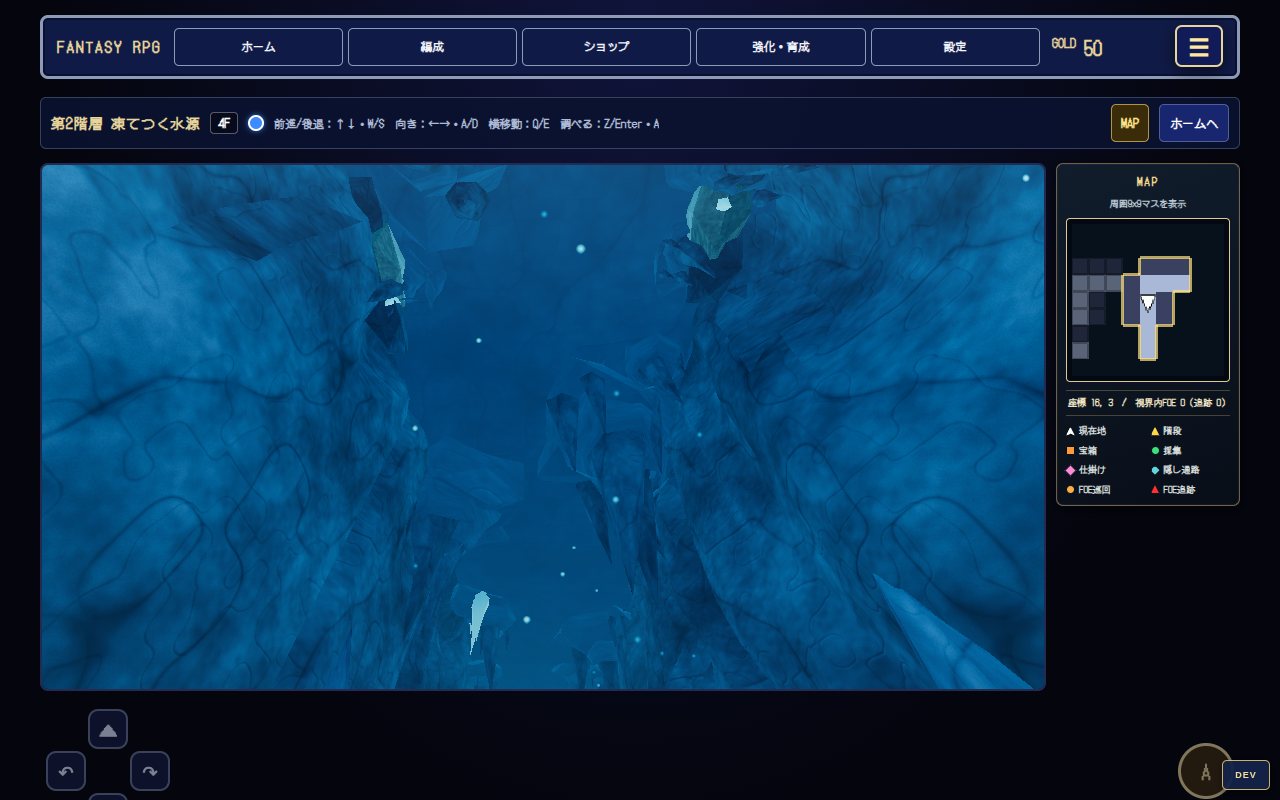 FANTASY RPG
ホーム
編成
ショップ
強化・育成
設定
GOLD 50
第2階層 凍てつく水源
4F
前進/後退：↑↓・W/S 向き：←→・A/D 横移動：Q/E 調べる：Z/Enter・A
MAP
ホームへ
MAP
周囲9x9マスを表示
座標 16, 3 / 視界内FOE 0 (追跡 0)
現在地
階段
宝箱
採集
仕掛け
隠し通路
FOE巡回
FOE追跡
A
DEV